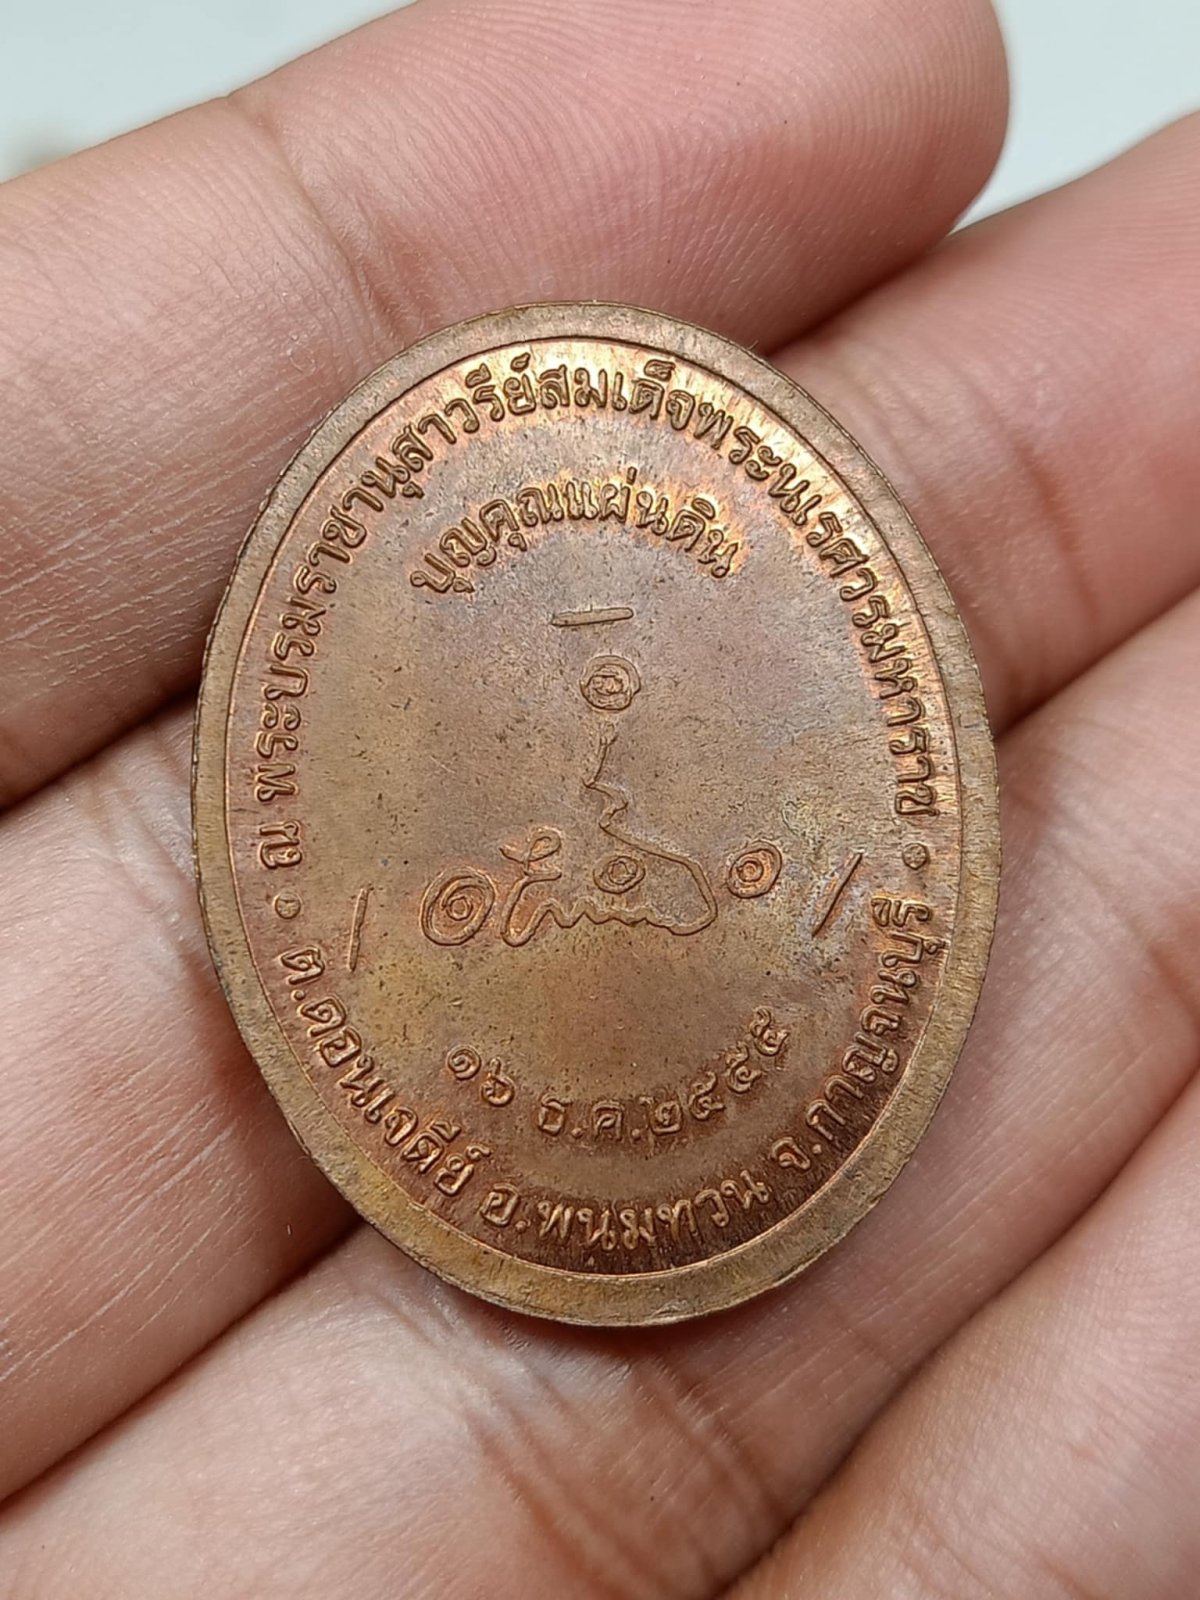 ณ พระบรมราชานุสาวรีย์สมเด็จพระนเรศวรมหาราช
บุญคุณแผ่นดิน
๑๖ ธ.ค.๒๕๕๕
ต.ดอนเจดีย์ อ.พนมทวน จ.กาญจนบุรี